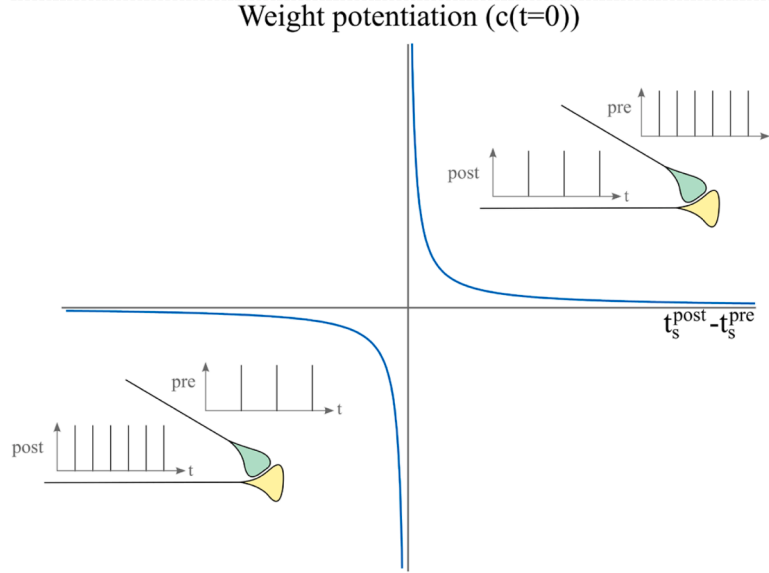 Weight potentiation (c(t=0))
pre
post
t
t_s^post-t_s^pre
pre
t
post
t